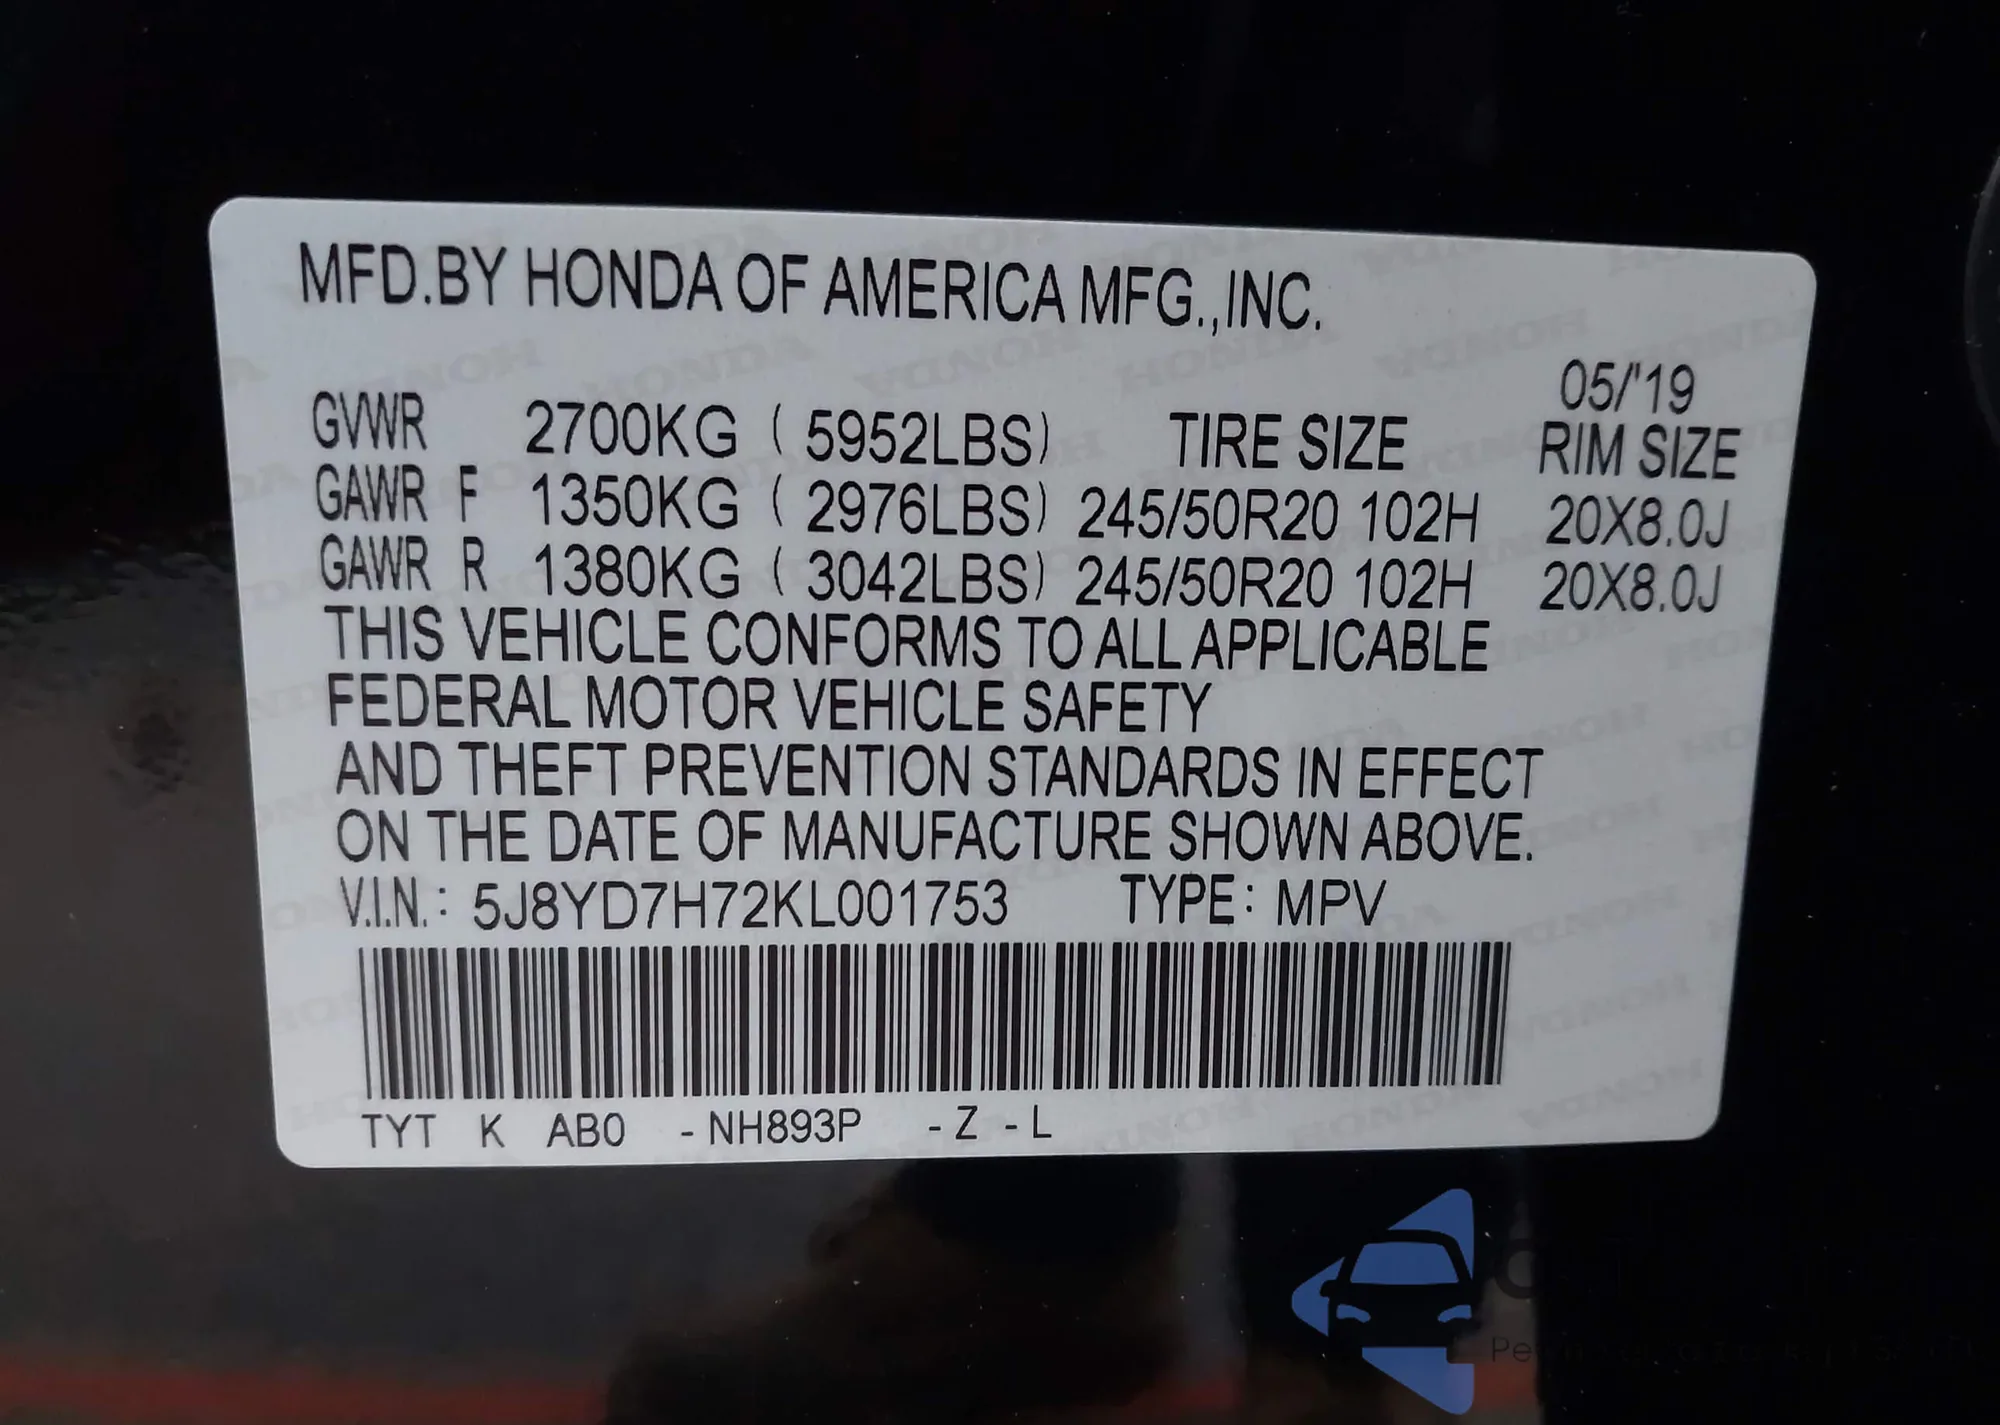 MFD.BY HONDA OF AMERICA MFG.,INC.
05/'19
GVWR 2700KG ( 5952LBS) TIRE SIZE RIM SIZE
GAWR F 1350KG ( 2976LBS) 245/50R20 102H 20X8.0J
GAWR R 1380KG ( 3042LBS) 245/50R20 102H 20X8.0J
THIS VEHICLE CONFORMS TO ALL APPLICABLE
FEDERAL MOTOR VEHICLE SAFETY
AND THEFT PREVENTION STANDARDS IN EFFECT
ON THE DATE OF MANUFACTURE SHOWN ABOVE.
V.I.N.: 5J8YD7H72KL001753 TYPE: MPV
TYT K AB0 -NH893P -Z -L